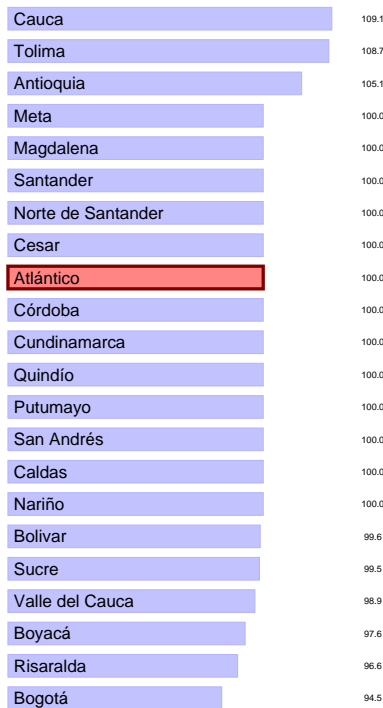 Cauca 109.1
Tolima 108.7
Antioquia 105.1
Meta 100.0
Magdalena 100.0
Santander 100.0
Norte de Santander 100.0
Cesar 100.0
Atlántico 100.0
Córdoba 100.0
Cundinamarca 100.0
Quindío 100.0
Putumayo 100.0
San Andrés 100.0
Caldas 100.0
Nariño 100.0
Bolivar 99.6
Sucre 99.5
Valle del Cauca 98.9
Boyacá 97.6
Risaralda 96.6
Bogotá 94.5